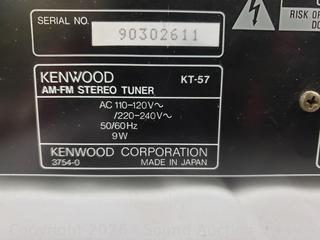 SERIAL NO.
90302611
RISK OF
KENWOOD KT-57
AM-FM STEREO TUNER
AC 110–120V~
/220–240V~
50/60Hz
9W
KENWOOD CORPORATION
3754-0 MADE IN JAPAN